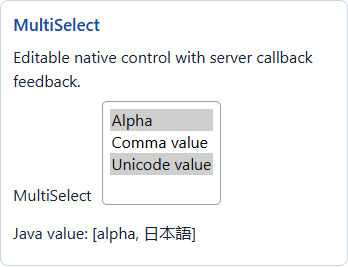 MultiSelect
Editable native control with server callback
feedback.
Alpha
Comma value
Unicode value
MultiSelect
Java value: [alpha, 日本語]